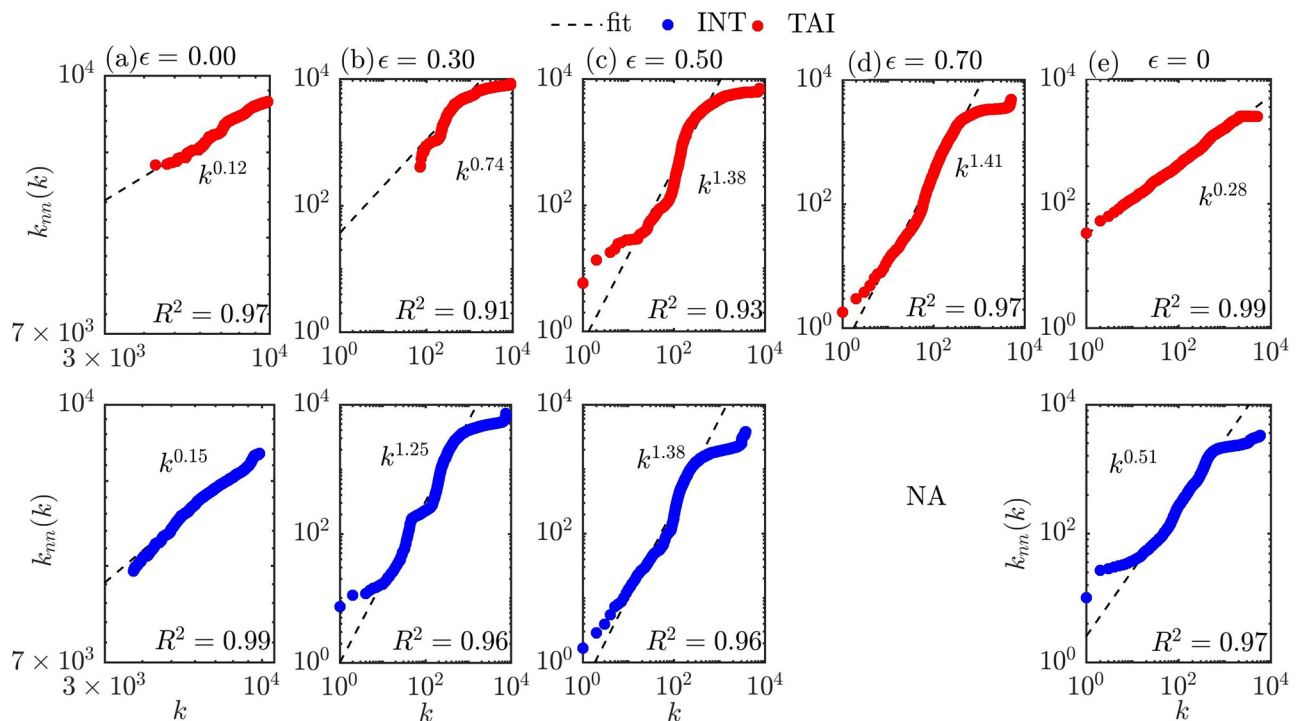 fit INT TAI
(a) ϵ = 0.00
(b) ϵ = 0.30
(c) ϵ = 0.50
(d) ϵ = 0.70
(e) ϵ = 0
10^4
k_{nn}(k)
7 × 10^3
3 × 10^3
10^4
k^{0.12}
R^2 = 0.97
10^4
10^2
10^0
10^0
10^2
10^4
k^{0.74}
R^2 = 0.91
10^4
10^2
10^0
10^0
10^2
10^4
k^{1.38}
R^2 = 0.93
10^4
10^2
10^0
10^0
10^2
10^4
k^{1.41}
R^2 = 0.97
10^4
10^2
10^0
10^0
10^2
10^4
k^{0.28}
R^2 = 0.99
10^4
k_{nn}(k)
7 × 10^3
3 × 10^3
10^4
k
k^{0.15}
R^2 = 0.99
10^4
10^2
10^0
10^0
10^2
10^4
k
k^{1.25}
R^2 = 0.96
10^4
10^2
10^0
10^0
10^2
10^4
k
k^{1.38}
R^2 = 0.96
NA
k_{nn}(k)
10^4
10^2
10^0
10^0
10^2
10^4
k
k^{0.51}
R^2 = 0.97